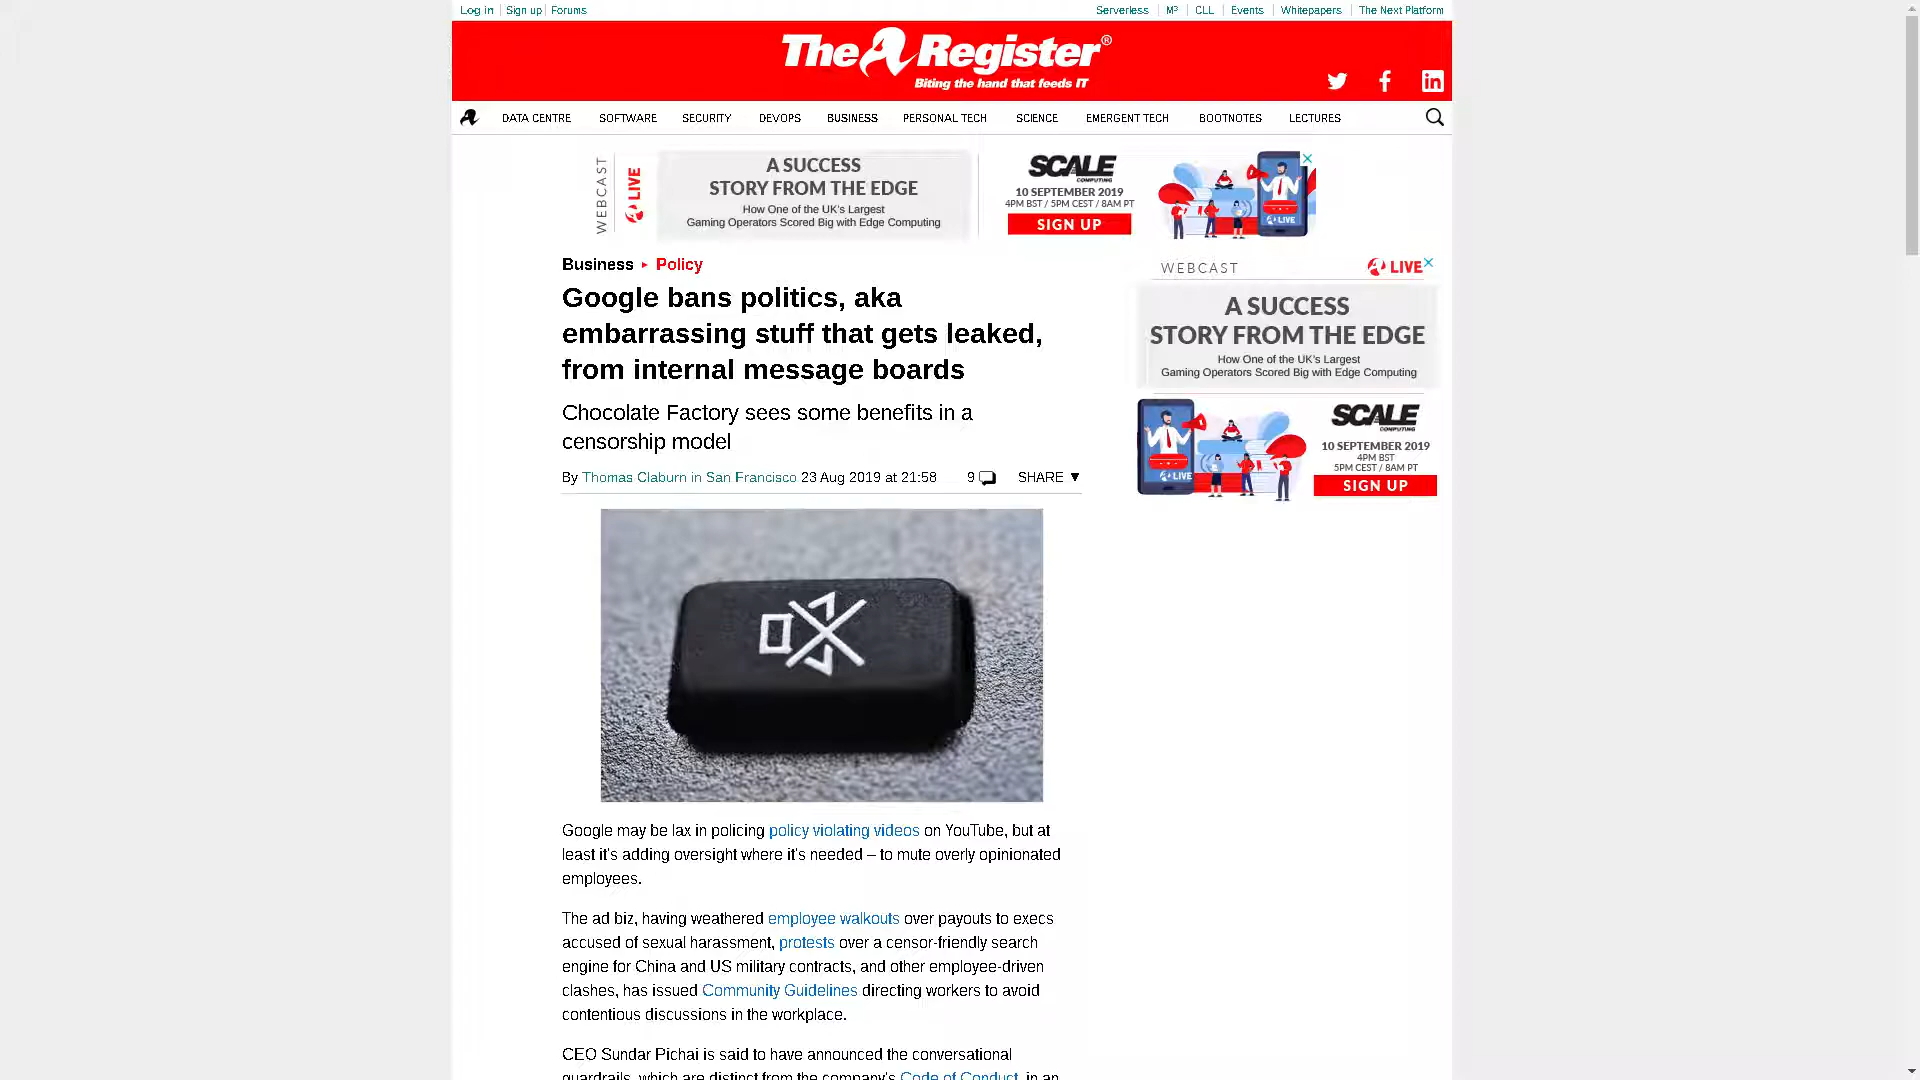 Log in Sign up Forums Serverless M³ CLL Events Whitepapers The Next Platform
The Register®
Biting the hand that feeds IT
DATA CENTRE SOFTWARE SECURITY DEVOPS BUSINESS PERSONAL TECH SCIENCE EMERGENT TECH BOOTNOTES LECTURES
WEBCAST
LIVE
A SUCCESS
STORY FROM THE EDGE
How One of the UK's Largest
Gaming Operators Scored Big with Edge Computing
SCALE
COMPUTING
10 SEPTEMBER 2019
4PM BST / 5PM CEST / 8AM PT
SIGN UP
LIVE
Business ▸ Policy
Google bans politics, aka
embarrassing stuff that gets leaked,
from internal message boards
Chocolate Factory sees some benefits in a
censorship model
By Thomas Claburn in San Francisco 23 Aug 2019 at 21:58 9 SHARE ▼
WEBCAST LIVE
A SUCCESS
STORY FROM THE EDGE
How One of the UK's Largest
Gaming Operators Scored Big with Edge Computing
LIVE
SCALE
COMPUTING
10 SEPTEMBER 2019
4PM BST
5PM CEST / 8AM PT
SIGN UP
Google may be lax in policing policy violating videos on YouTube, but at
least it's adding oversight where it's needed – to mute overly opinionated
employees.
The ad biz, having weathered employee walkouts over payouts to execs
accused of sexual harassment, protests over a censor-friendly search
engine for China and US military contracts, and other employee-driven
clashes, has issued Community Guidelines directing workers to avoid
contentious discussions in the workplace.
CEO Sundar Pichai is said to have announced the conversational
guardrails, which are distinct from the company's Code of Conduct, in an